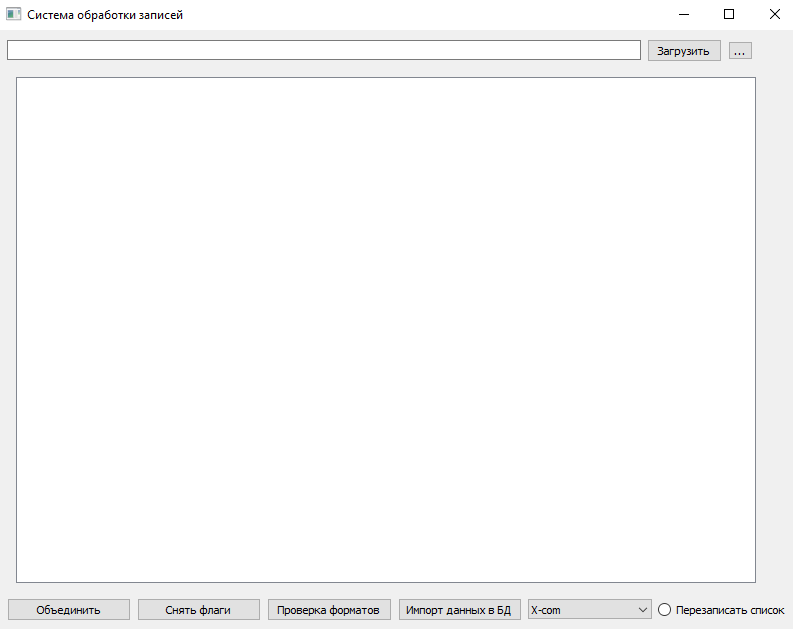 Система обработки записей
Загрузить ...
Объединить Снять флаги Проверка форматов Импорт данных в БД X-com Перезаписать список